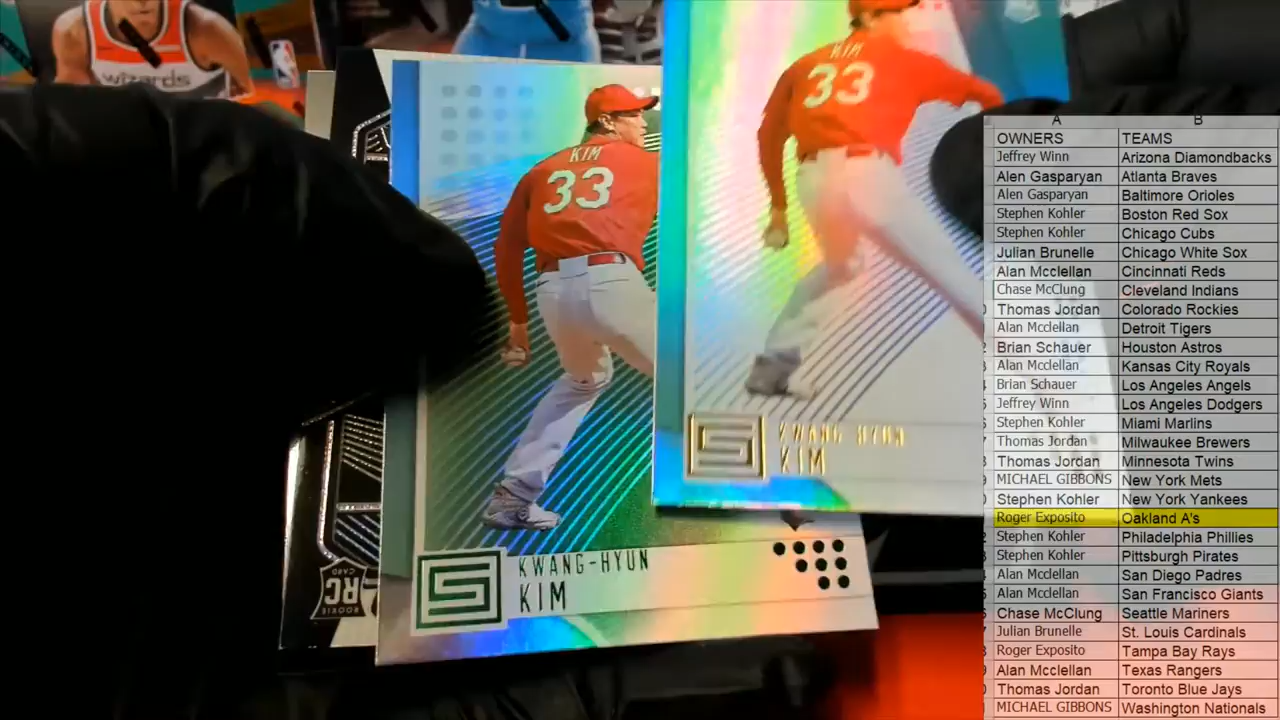 wizards
KIM
33
KIM
33
KWANG-HYUN
KIM
KWANG-HYUN
KIM
RC
ROOKIE
CARD
A B
OWNERS TEAMS
Jeffrey Winn Arizona Diamondbacks
Alen Gasparyan Atlanta Braves
Alen Gasparyan Baltimore Orioles
Stephen Kohler Boston Red Sox
Stephen Kohler Chicago Cubs
Julian Brunelle Chicago White Sox
Alan Mcclellan Cincinnati Reds
Chase McClung Cleveland Indians
Thomas Jordan Colorado Rockies
Alan Mcclellan Detroit Tigers
Brian Schauer Houston Astros
Alan Mcclellan Kansas City Royals
Brian Schauer Los Angeles Angels
Jeffrey Winn Los Angeles Dodgers
Stephen Kohler Miami Marlins
Thomas Jordan Milwaukee Brewers
Thomas Jordan Minnesota Twins
MICHAEL GIBBONS New York Mets
Stephen Kohler New York Yankees
Roger Exposito Oakland A's
Stephen Kohler Philadelphia Phillies
Stephen Kohler Pittsburgh Pirates
Alan Mcclellan San Diego Padres
Alan Mcclellan San Francisco Giants
Chase McClung Seattle Mariners
Julian Brunelle St. Louis Cardinals
Roger Exposito Tampa Bay Rays
Alan Mcclellan Texas Rangers
Thomas Jordan Toronto Blue Jays
MICHAEL GIBBONS Washington Nationals